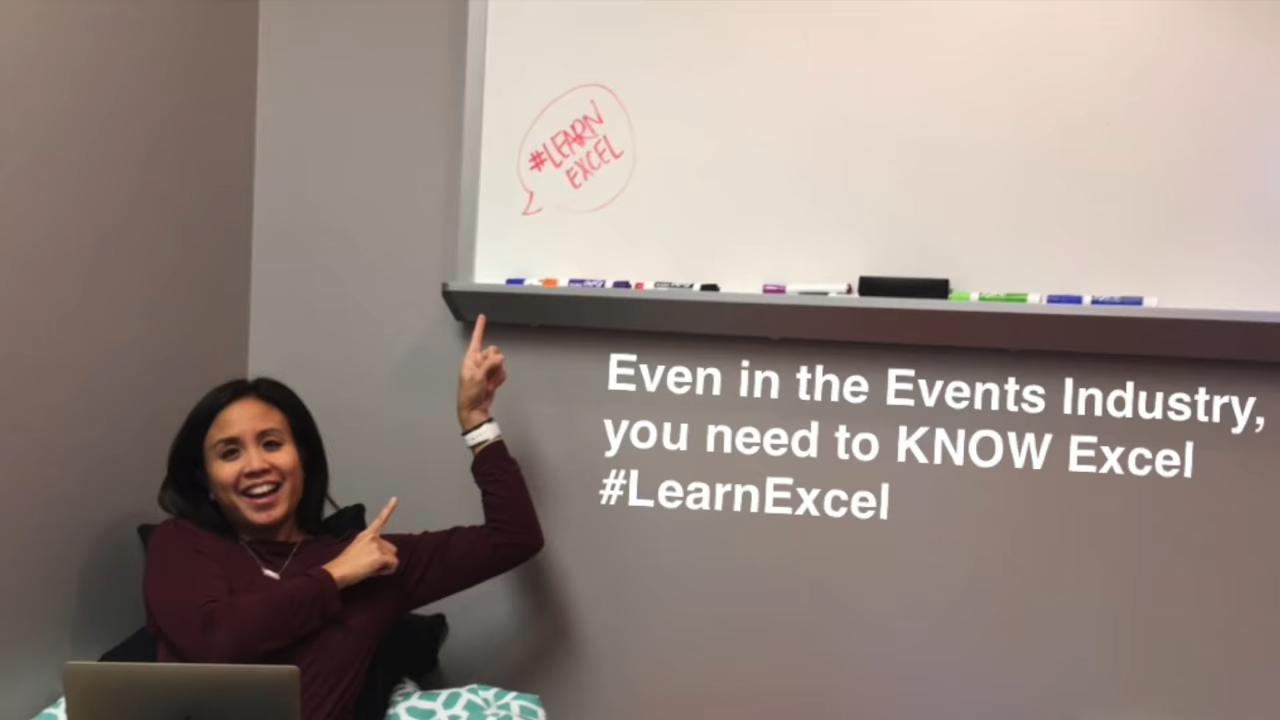 #LEARN
EXCEL
Even in the Events Industry,
you need to KNOW Excel
#LearnExcel